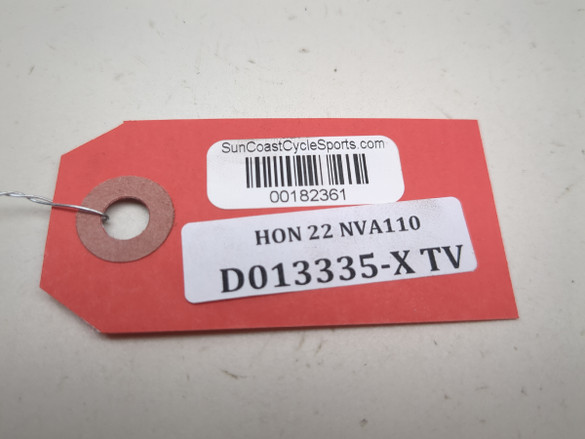 SunCoastCycleSports.com
00182361
HON 22 NVA110
D013335-X TV